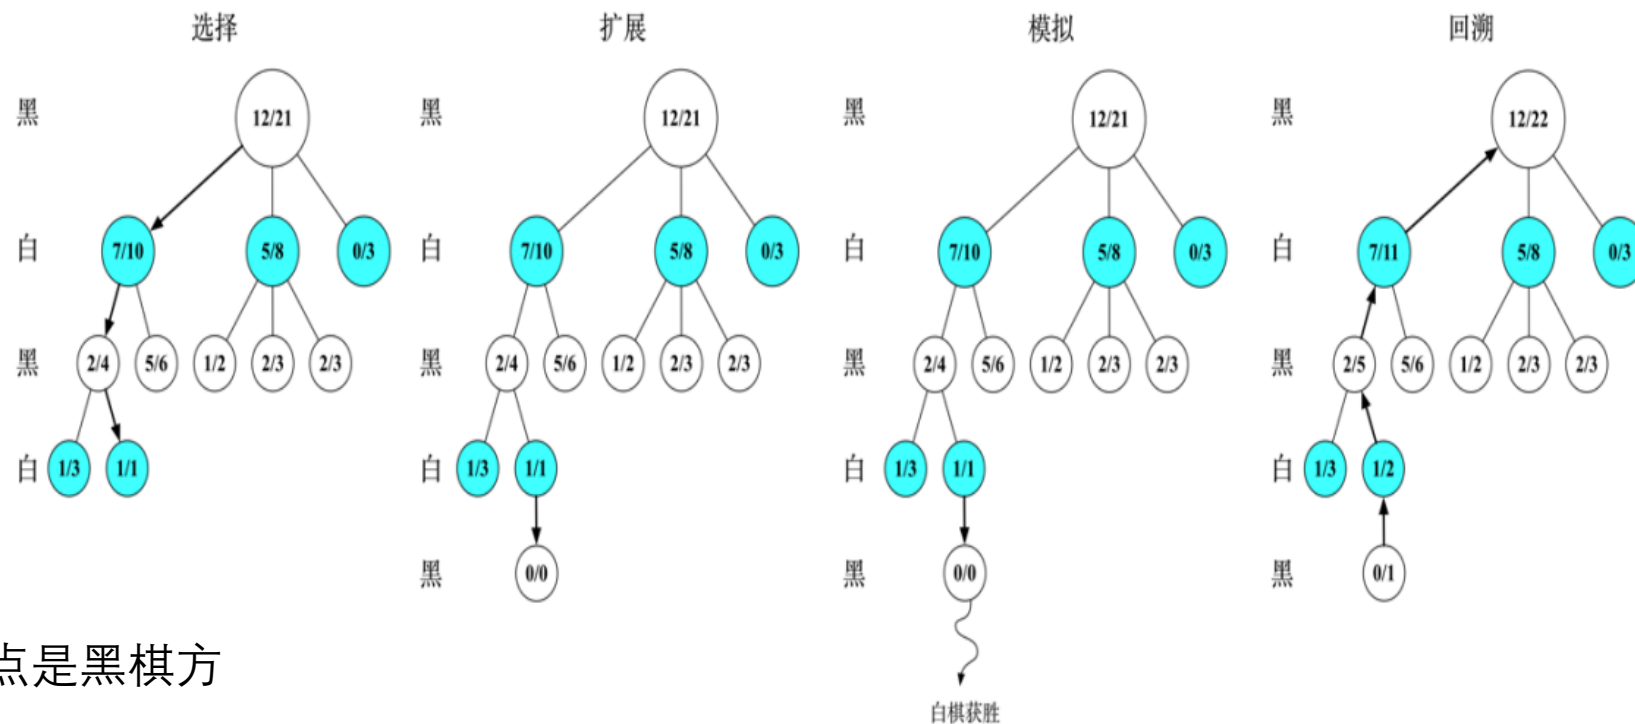 选择 扩展 模拟 回溯
黑 12/21 黑 12/21 黑 12/21 黑 12/22
白 7/10 5/8 0/3 白 7/10 5/8 0/3 白 7/10 5/8 0/3 白 7/11 5/8 0/3
黑 2/4 5/6 1/2 2/3 2/3 黑 2/4 5/6 1/2 2/3 2/3 黑 2/4 5/6 1/2 2/3 2/3 黑 2/5 5/6 1/2 2/3 2/3
白 1/3 1/1 白 1/3 1/1 白 1/3 1/1 白 1/3 1/2
黑 0/0 黑 0/0 黑 0/1
点是黑棋方
白棋获胜